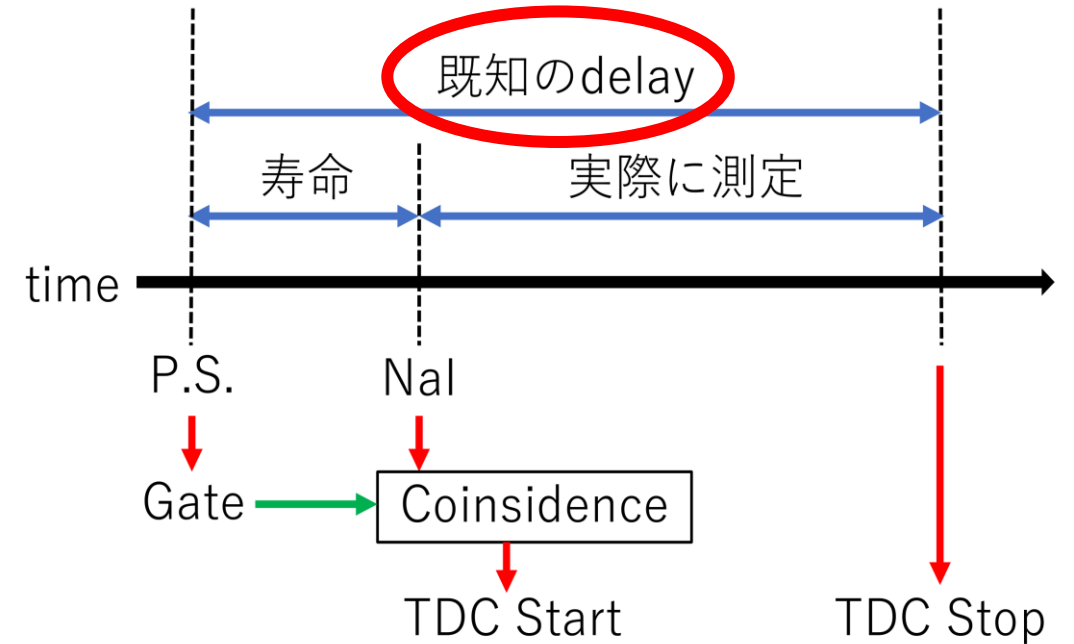 既知のdelay
寿命
実際に測定
time
P.S.
NaI
Gate
Coinsidence
TDC Start
TDC Stop